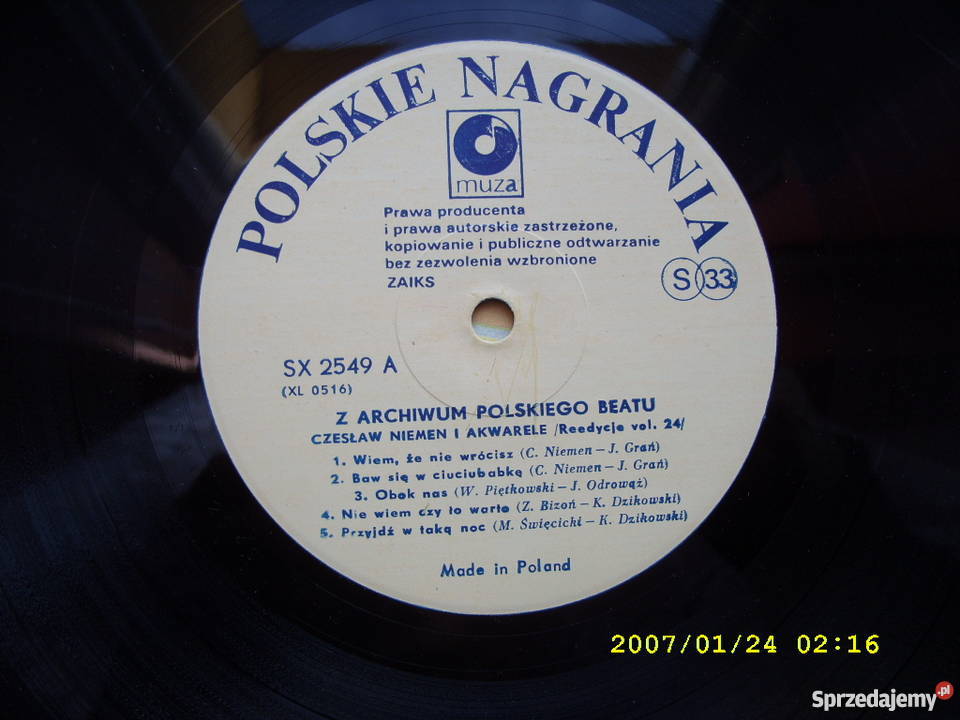 POLSKIE NAGRANIA
muza
Prawa producenta
i prawa autorskie zastrzeżone,
kopiowanie i publiczne odtwarzanie
bez zezwolenia wzbronione
ZAIKS
S 33
SX 2549 A
(XL 0516)
Z ARCHIWUM POLSKIEGO BEATU
CZESŁAW NIEMEN I AKWARELE /Reedycje vol. 24/
1. Wiem, że nie wrócisz (C. Niemen – J. Grań)
2. Baw się w ciuciubabkę (C. Niemen – J. Grań)
3. Obok nas (W. Piętkowski – J. Odrowąż)
4. Nie wiem czy to warto (Z. Bizoń – K. Dzikowski)
5. Przyjdź w taką noc (M. Święcicki – K. Dzikowski)
Made in Poland
2007/01/24 02:16
Sprzedajemy.pl